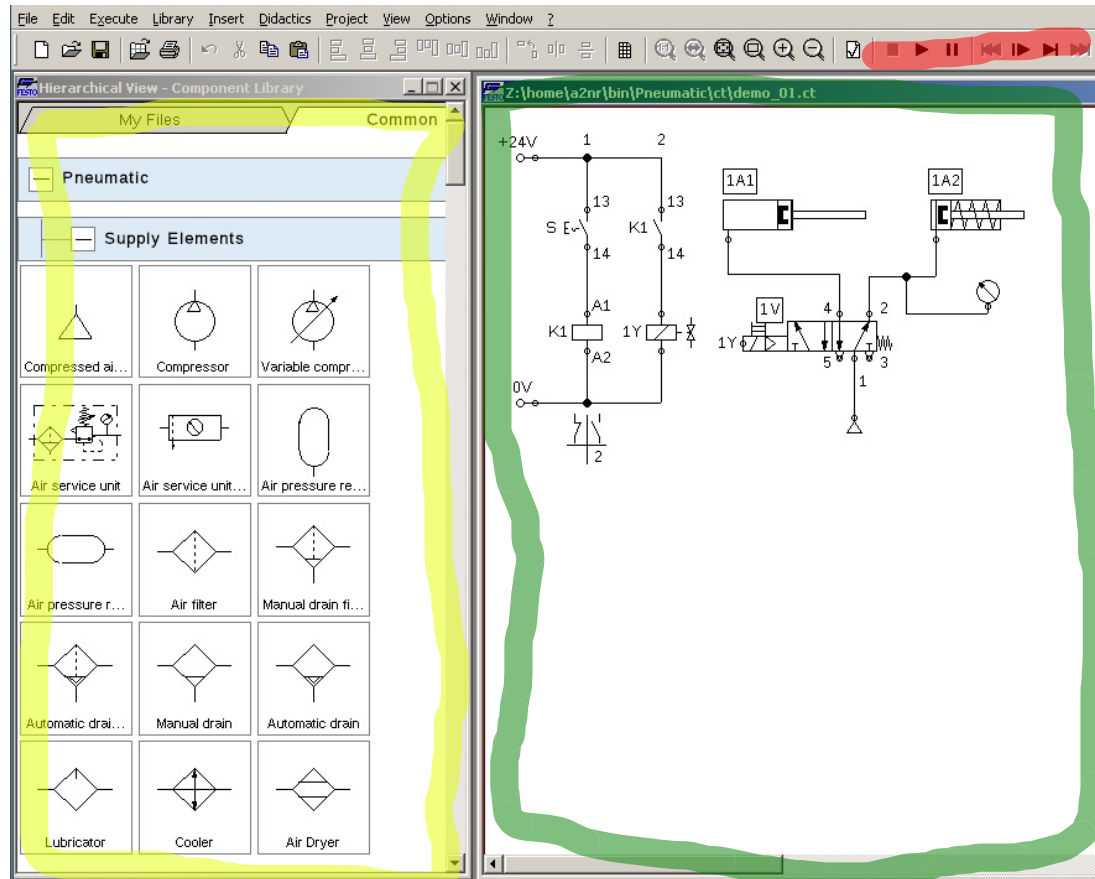 File Edit Execute Library Insert Didactics Project View Options Window ?
FESTO Hierarchical View - Component Library
My Files Common
Pneumatic
Supply Elements
Compressed ai... Compressor Variable compr...
Air service unit Air service unit... Air pressure re...
Air pressure r... Air filter Manual drain fi...
Automatic drai... Manual drain Automatic drain
Lubricator Cooler Air Dryer
FESTO Z:\home\a2nr\bin\Pneumatic\ct\demo_01.ct
+24V 1 2
1A1 1A2
13 13
S K1
14 14
A1 1V 4 2
K1 1Y 1Y
A2 5 3
1
0V
2